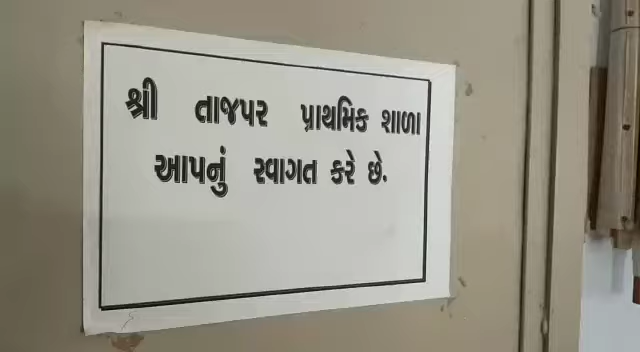 શ્રી તાજપર પ્રાથમિક શાળા
આપનું સ્વાગત કરે છે.